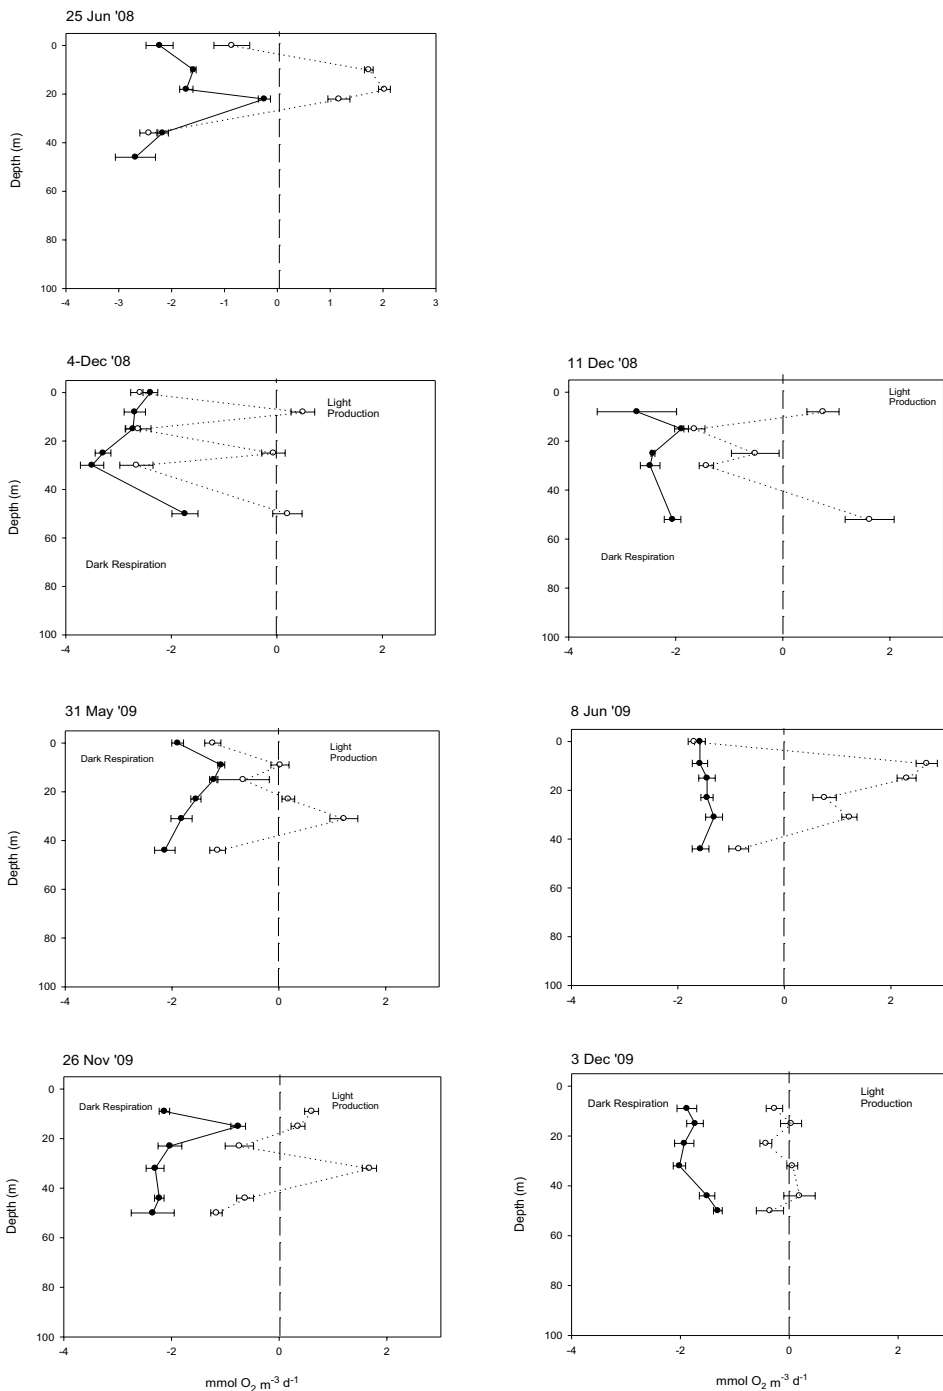 25 Jun '08
0
20
40
60
80
100
Depth (m)
-4 -3 -2 -1 0 1 2 3
4-Dec '08
0
20
40
60
80
100
Depth (m)
Light
Production
Dark Respiration
-4 -2 0 2
11 Dec '08
0
20
40
60
80
100
Light
Production
Dark Respiration
-4 -2 0 2
31 May '09
0
20
40
60
80
100
Depth (m)
Dark Respiration
Light
Production
-4 -2 0 2
8 Jun '09
0
20
40
60
80
100
-4 -2 0 2
26 Nov '09
0
20
40
60
80
100
Depth (m)
Dark Respiration
Light
Production
-4 -2 0 2
mmol O2 m-3 d-1
3 Dec '09
0
20
40
60
80
100
Depth (m)
Dark Respiration
Light
Production
-4 -2 0 2
mmol O2 m-3 d-1